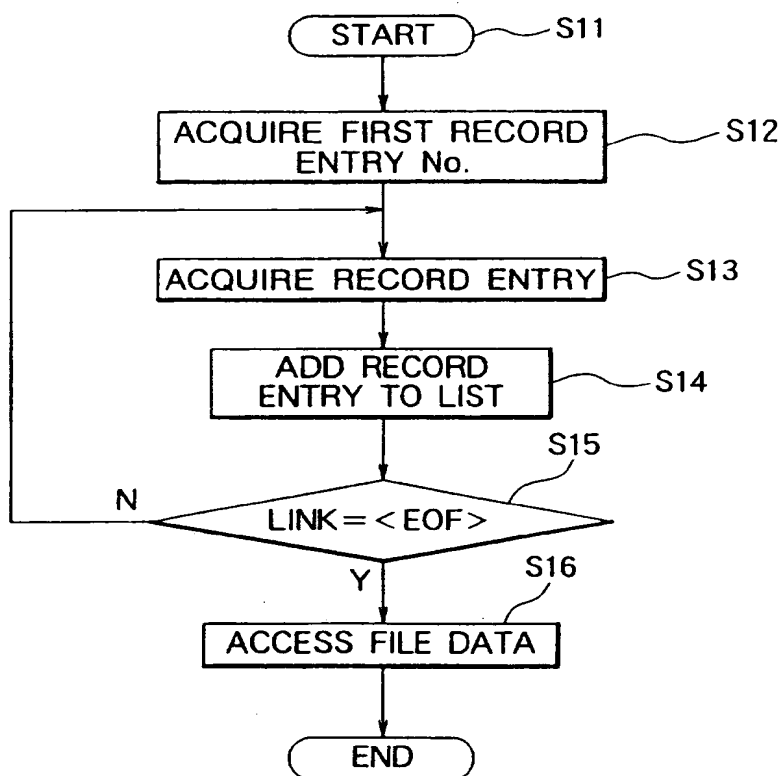 START
S11
ACQUIRE FIRST RECORD
ENTRY No.
S12
ACQUIRE RECORD ENTRY
S13
ADD RECORD
ENTRY TO LIST
S14
S15
N
LINK=<EOF>
Y
S16
ACCESS FILE DATA
END